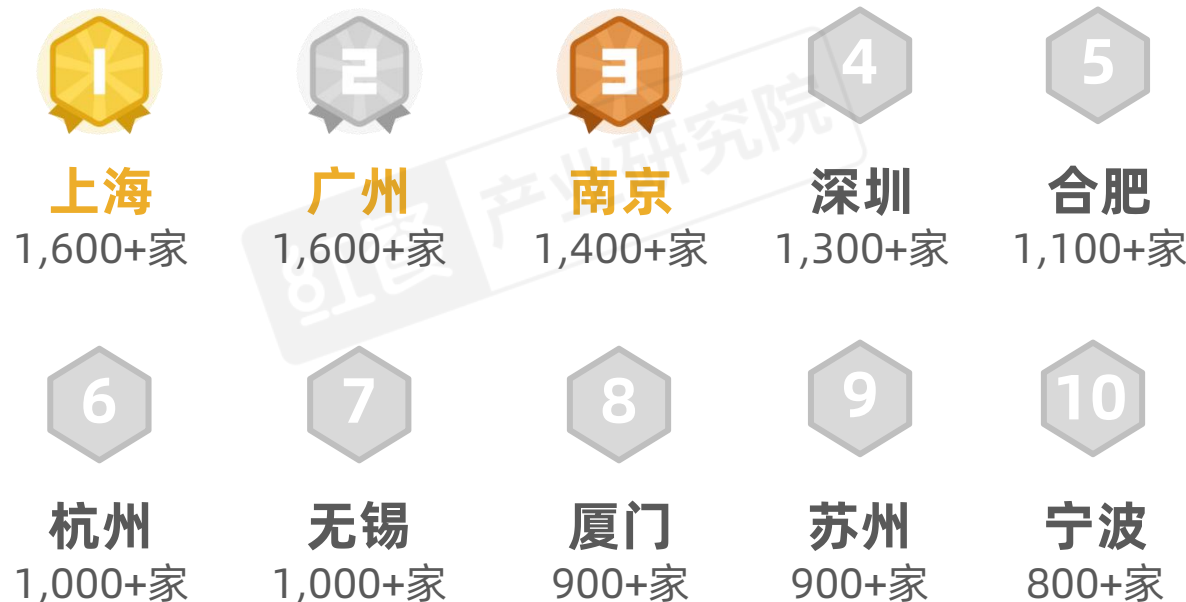 1 2 3 4 5
上海 广州 南京 深圳 合肥
1,600+家 1,600+家 1,400+家 1,300+家 1,100+家
6 7 8 9 10
杭州 无锡 厦门 苏州 宁波
1,000+家 1,000+家 900+家 900+家 800+家
红餐 产业研究院